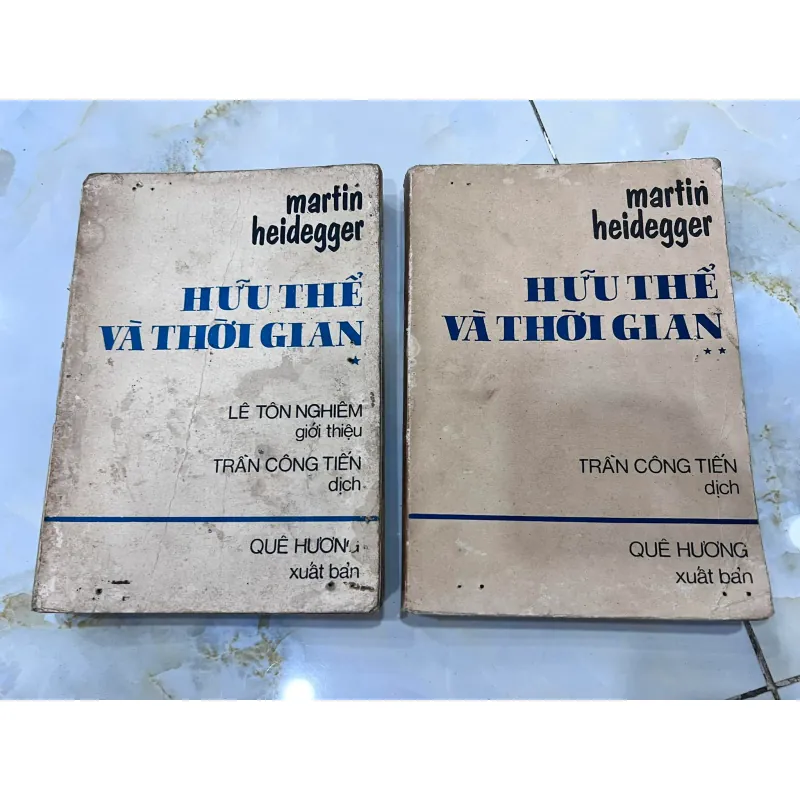 martin
heidegger
HỮU THỂ
VÀ THỜI GIAN
*
LÊ TÔN NGHIÊM
giới thiệu
TRẦN CÔNG TIẾN
dịch
QUÊ HƯƠNG
xuất bản
martin
heidegger
HỮU THỂ
VÀ THỜI GIAN
**
TRẦN CÔNG TIẾN
dịch
QUÊ HƯƠNG
xuất bản